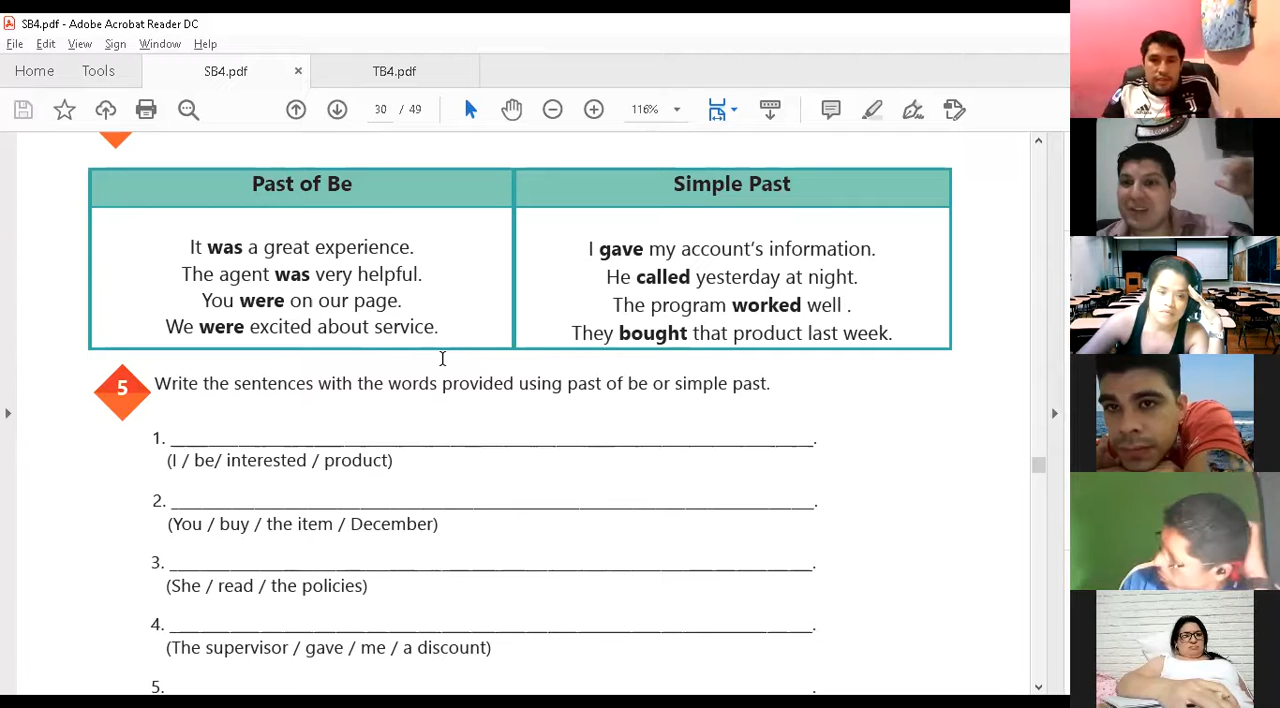 SB4.pdf - Adobe Acrobat Reader DC
File Edit View Sign Window Help
Home Tools SB4.pdf × TB4.pdf
30 / 49 116%
Past of Be
Simple Past
It was a great experience.
The agent was very helpful.
You were on our page.
We were excited about service.
I gave my account's information.
He called yesterday at night.
The program worked well .
They bought that product last week.
5 Write the sentences with the words provided using past of be or simple past.
1. ______________________________.
(I / be/ interested / product)
2. ______________________________.
(You / buy / the item / December)
3. ______________________________.
(She / read / the policies)
4. ______________________________.
(The supervisor / gave / me / a discount)
5. ______________________________.